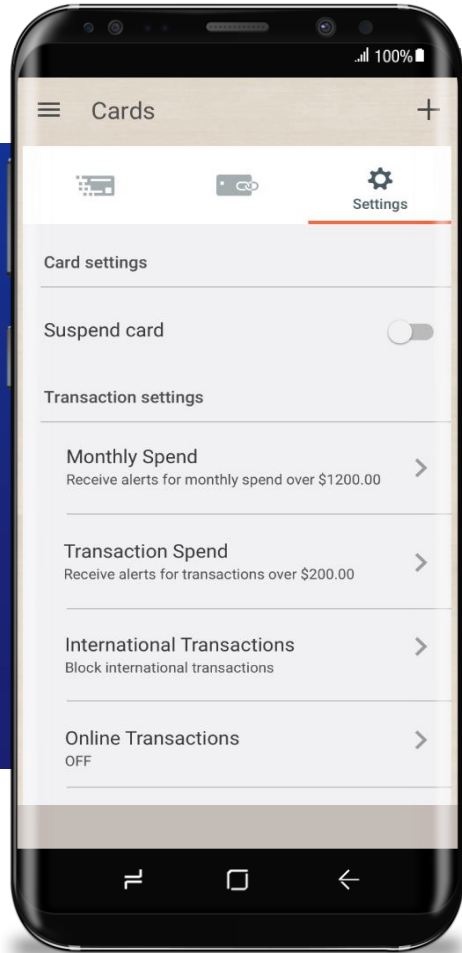 100%
Cards
Settings
Card settings
Suspend card
Transaction settings
Monthly Spend
Receive alerts for monthly spend over $1200.00
Transaction Spend
Receive alerts for transactions over $200.00
International Transactions
Block international transactions
Online Transactions
OFF